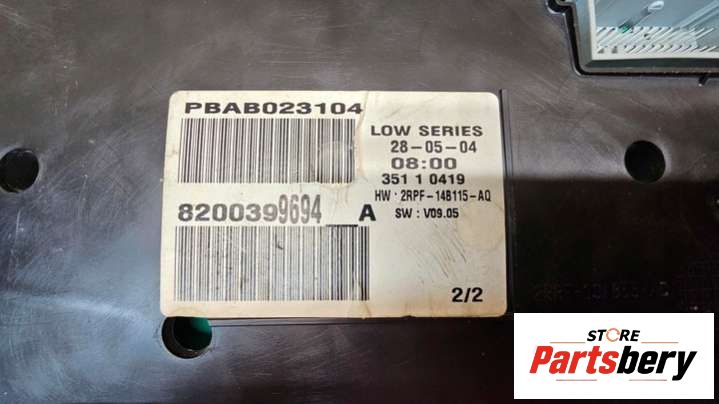 PBAB023104
LOW SERIES
28-05-04
08:00
351 1 0419
HW : 2RPF-14B115-AQ
SW : V09.05
8200399694__A
2/2
STORE
Partsbery